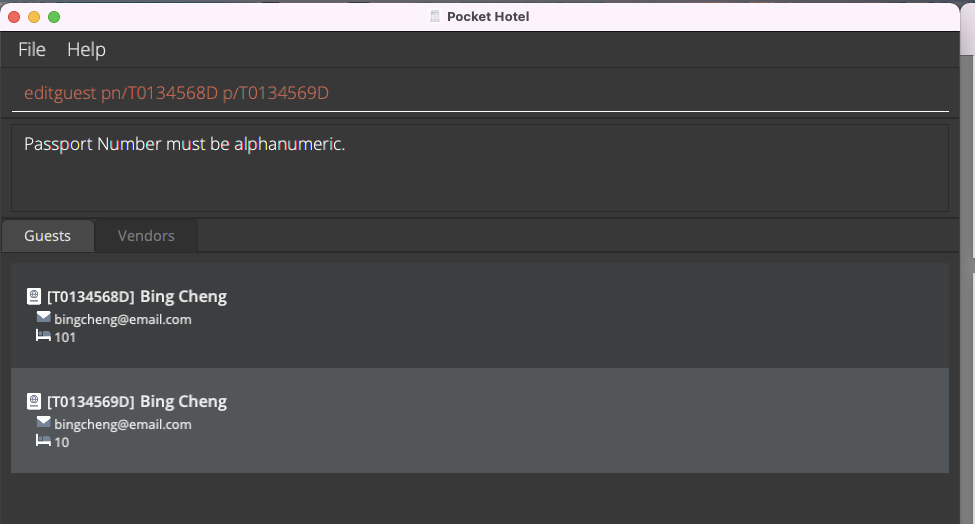 Pocket Hotel
File Help
editguest pn/T0134568D p/T0134569D
Passport Number must be alphanumeric.
Guests Vendors
[T0134568D] Bing Cheng
bingcheng@email.com
101
[T0134569D] Bing Cheng
bingcheng@email.com
10